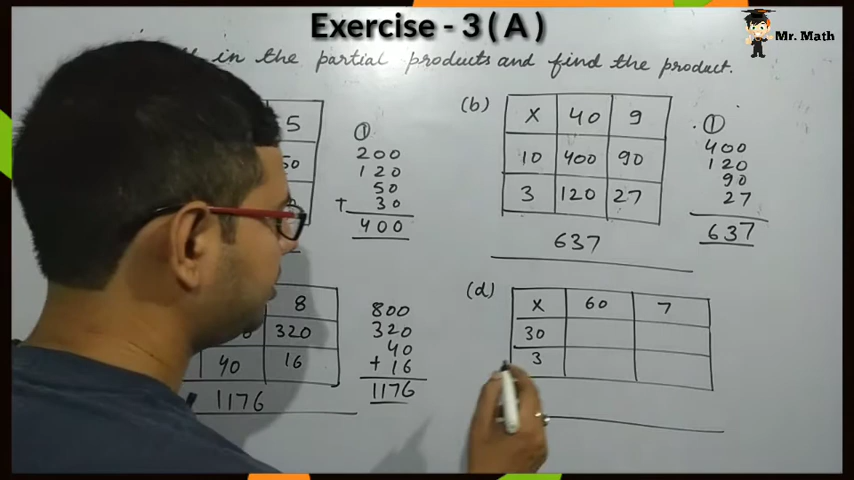 Exercise - 3 ( A )
Mr. Math
in the partial products and find the product.
5
50
①
200
120
50
+ 30
400
(b)
X 40 9
10 400 90
3 120 27
637
①
400
120
90
27
637
8
320
40 16
1176
800
320
40
+ 16
1176
(d)
X 60 7
30
3